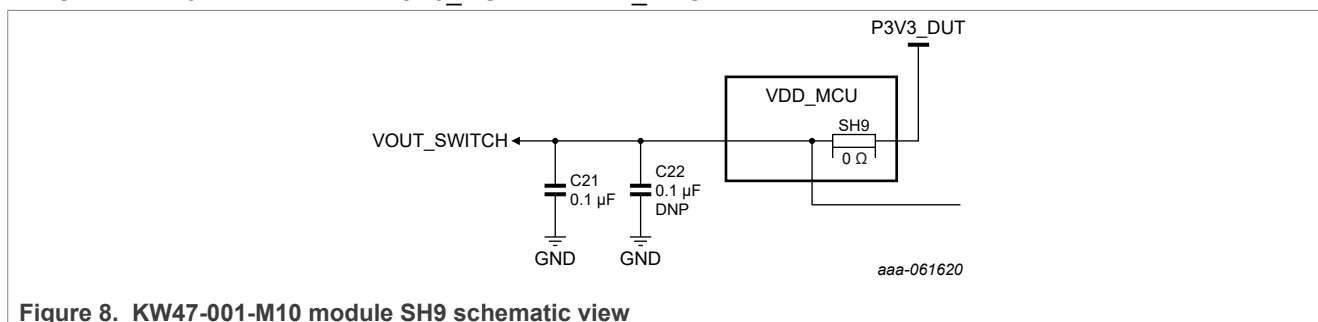 P3V3_DUT
VDD_MCU
SH9
VOUT_SWITCH
0 Ω
C21
0.1 µF
C22
0.1 µF
DNP
GND
GND
aaa-061620
Figure 8. KW47-001-M10 module SH9 schematic view